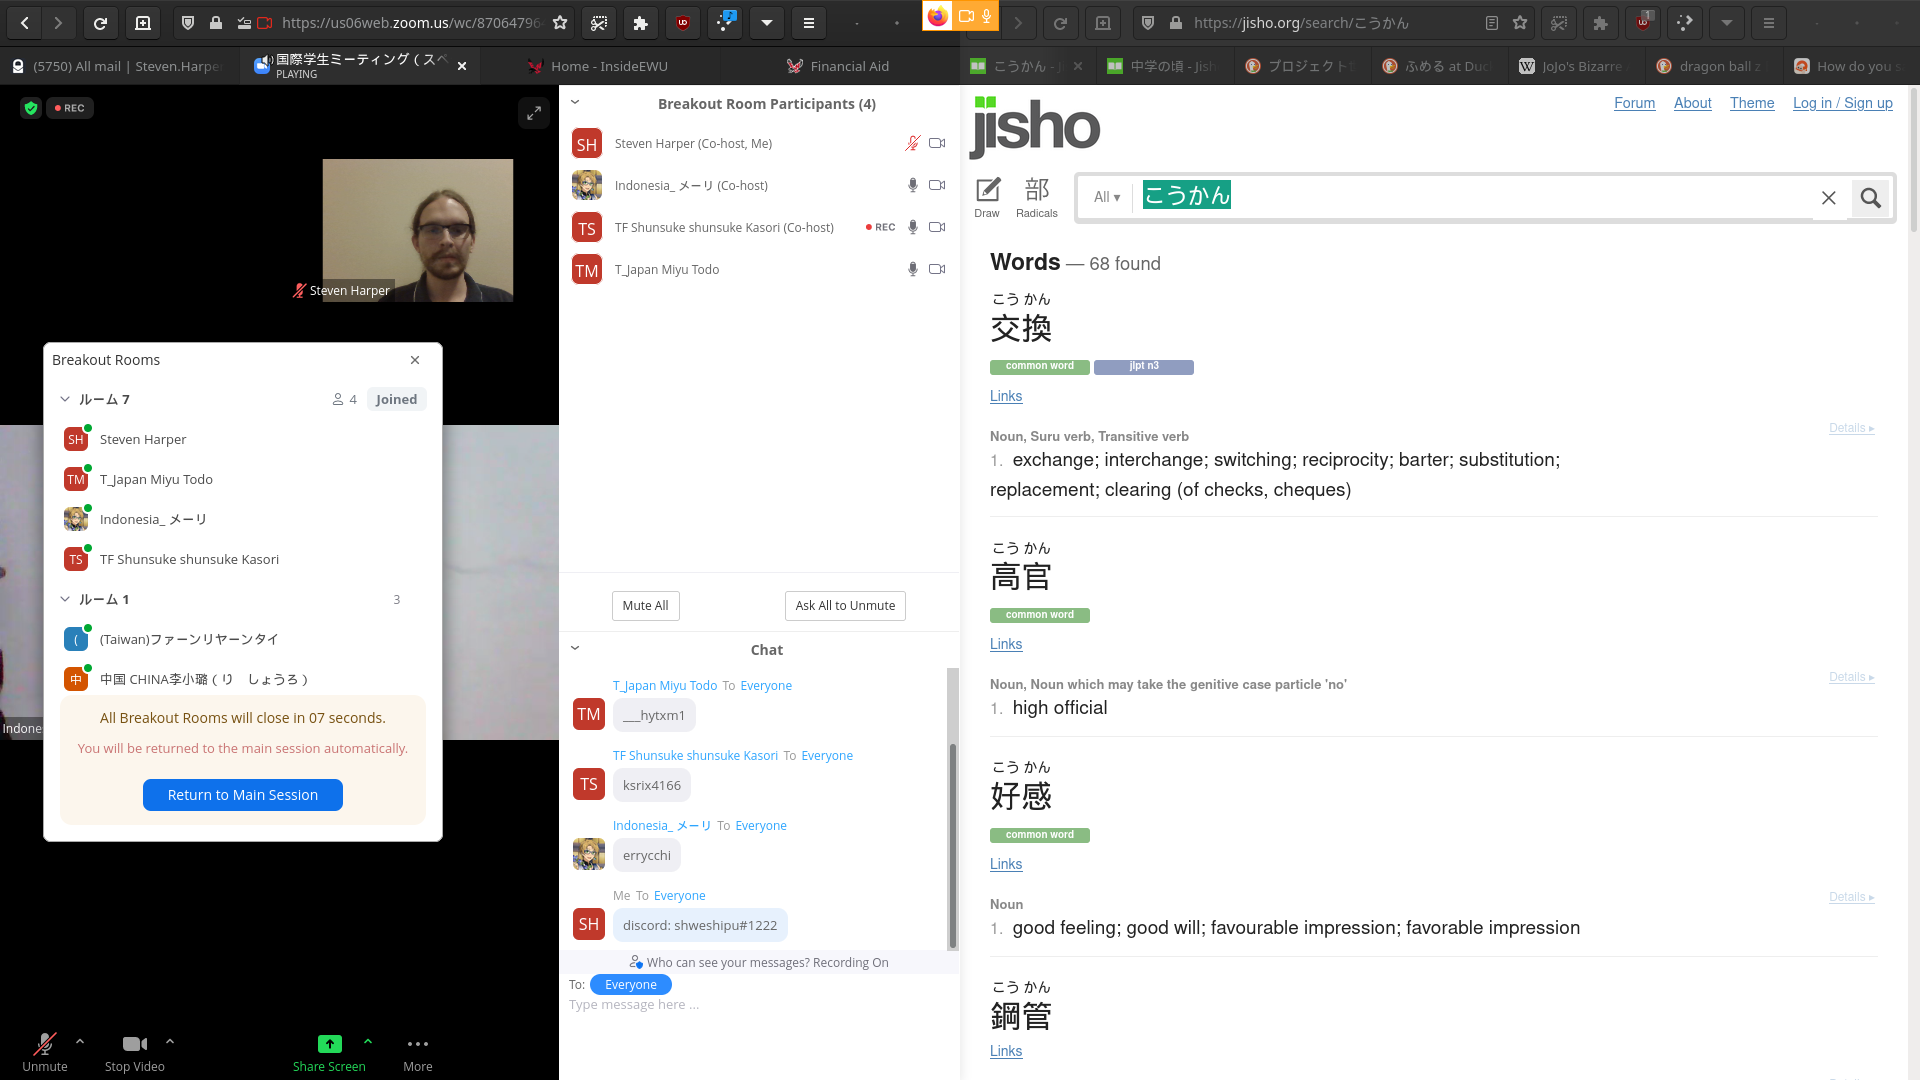 https://us06web.zoom.us/wc/87064796
(5750) All mail | Steven.Harpe
国際学生ミーティング ( スペ
PLAYING
Home - InsideEWU
Financial Aid
REC
Steven Harper
Indone
Breakout Rooms
ルーム 7
4
Joined
SH
Steven Harper
TM
T_Japan Miyu Todo
Indonesia_ メーリ
TS
TF Shunsuke shunsuke Kasori
ルーム 1
3
(
(Taiwan)ファーンリヤーンタイ
中
中国 CHINA李小璐 ( り　しょうろ )
All Breakout Rooms will close in 07 seconds.
You will be returned to the main session automatically.
Return to Main Session
Unmute
Stop Video
Share Screen
More
Breakout Room Participants (4)
SH
Steven Harper (Co-host, Me)
Indonesia_ メーリ (Co-host)
TS
TF Shunsuke shunsuke Kasori (Co-host)
REC
TM
T_Japan Miyu Todo
Mute All
Ask All to Unmute
Chat
T_Japan Miyu Todo To Everyone
TM
___hytxm1
TF Shunsuke shunsuke Kasori To Everyone
TS
ksrix4166
Indonesia_ メーリ To Everyone
errycchi
Me To Everyone
SH
discord: shweshipu#1222
Who can see your messages? Recording On
To: Everyone
Type message here ...
https://jisho.org/search/こうかん
1
こうかん - J
中学の頃 - Jish
プロジェクト
ふめる at Duc
JoJo's Bizarre
dragon ball z
How do you s
Forum
About
Theme
Log in / Sign up
jisho
Draw
部
Radicals
All ▾
こうかん
Words — 68 found
こう かん
交換
common word
jlpt n3
Links
Details ▸
Noun, Suru verb, Transitive verb
1. exchange; interchange; switching; reciprocity; barter; substitution;
replacement; clearing (of checks, cheques)
こう かん
高官
common word
Links
Details ▸
Noun, Noun which may take the genitive case particle 'no'
1. high official
こう かん
好感
common word
Links
Details ▸
Noun
1. good feeling; good will; favourable impression; favorable impression
こう かん
鋼管
Links